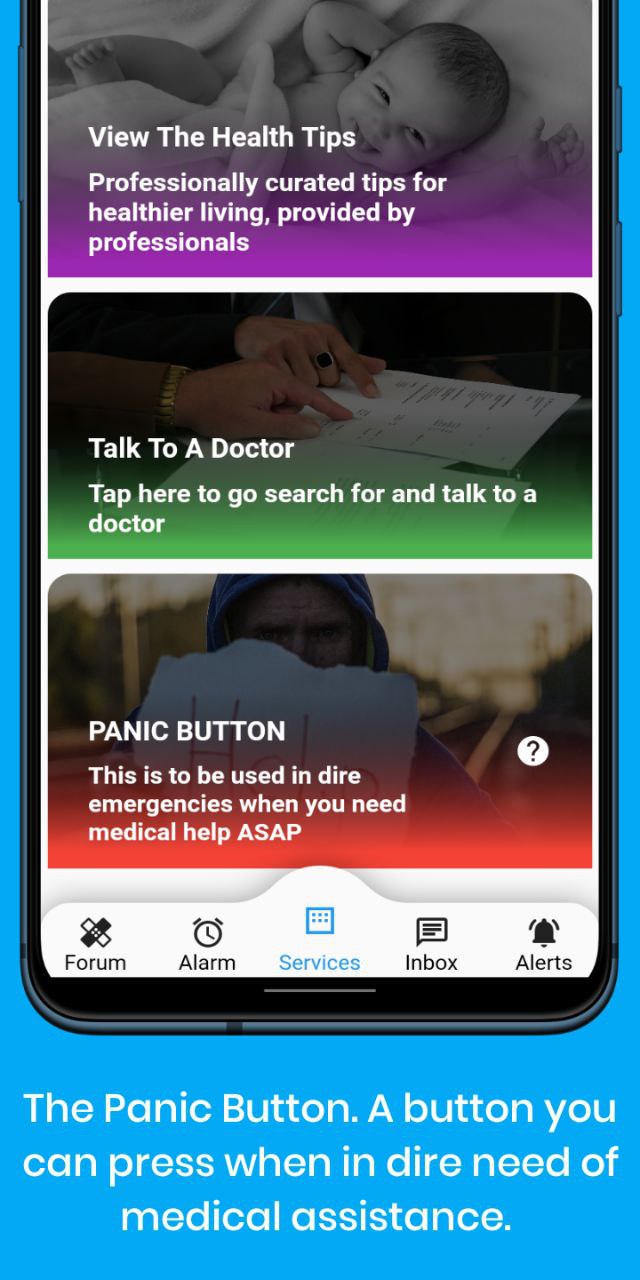 View The Health Tips
Professionally curated tips for
healthier living, provided by
professionals
Talk To A Doctor
Tap here to go search for and talk to a
doctor
Help
PANIC BUTTON
This is to be used in dire
emergencies when you need
medical help ASAP
?
Forum
Alarm
Services
Inbox
Alerts
The Panic Button. A button you
can press when in dire need of
medical assistance.